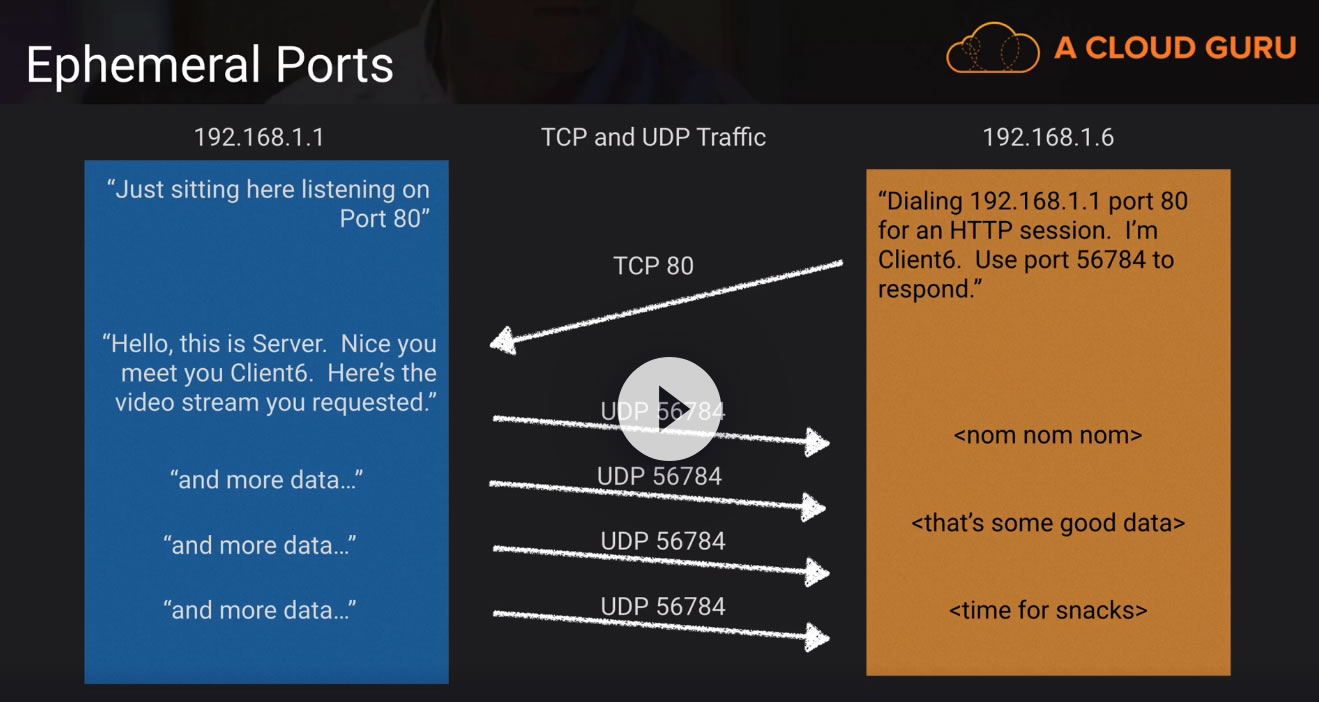 Ephemeral Ports
A CLOUD GURU
192.168.1.1
TCP and UDP Traffic
192.168.1.6
“Just sitting here listening on
Port 80”
“Dialing 192.168.1.1 port 80
for an HTTP session.  I’m
Client6.  Use port 56784 to
respond.”
TCP 80
“Hello, this is Server.  Nice you
meet you Client6.  Here’s the
video stream you requested.”
UDP 56784
<nom nom nom>
“and more data…”
UDP 56784
<that’s some good data>
“and more data…”
UDP 56784
“and more data…”
UDP 56784
<time for snacks>